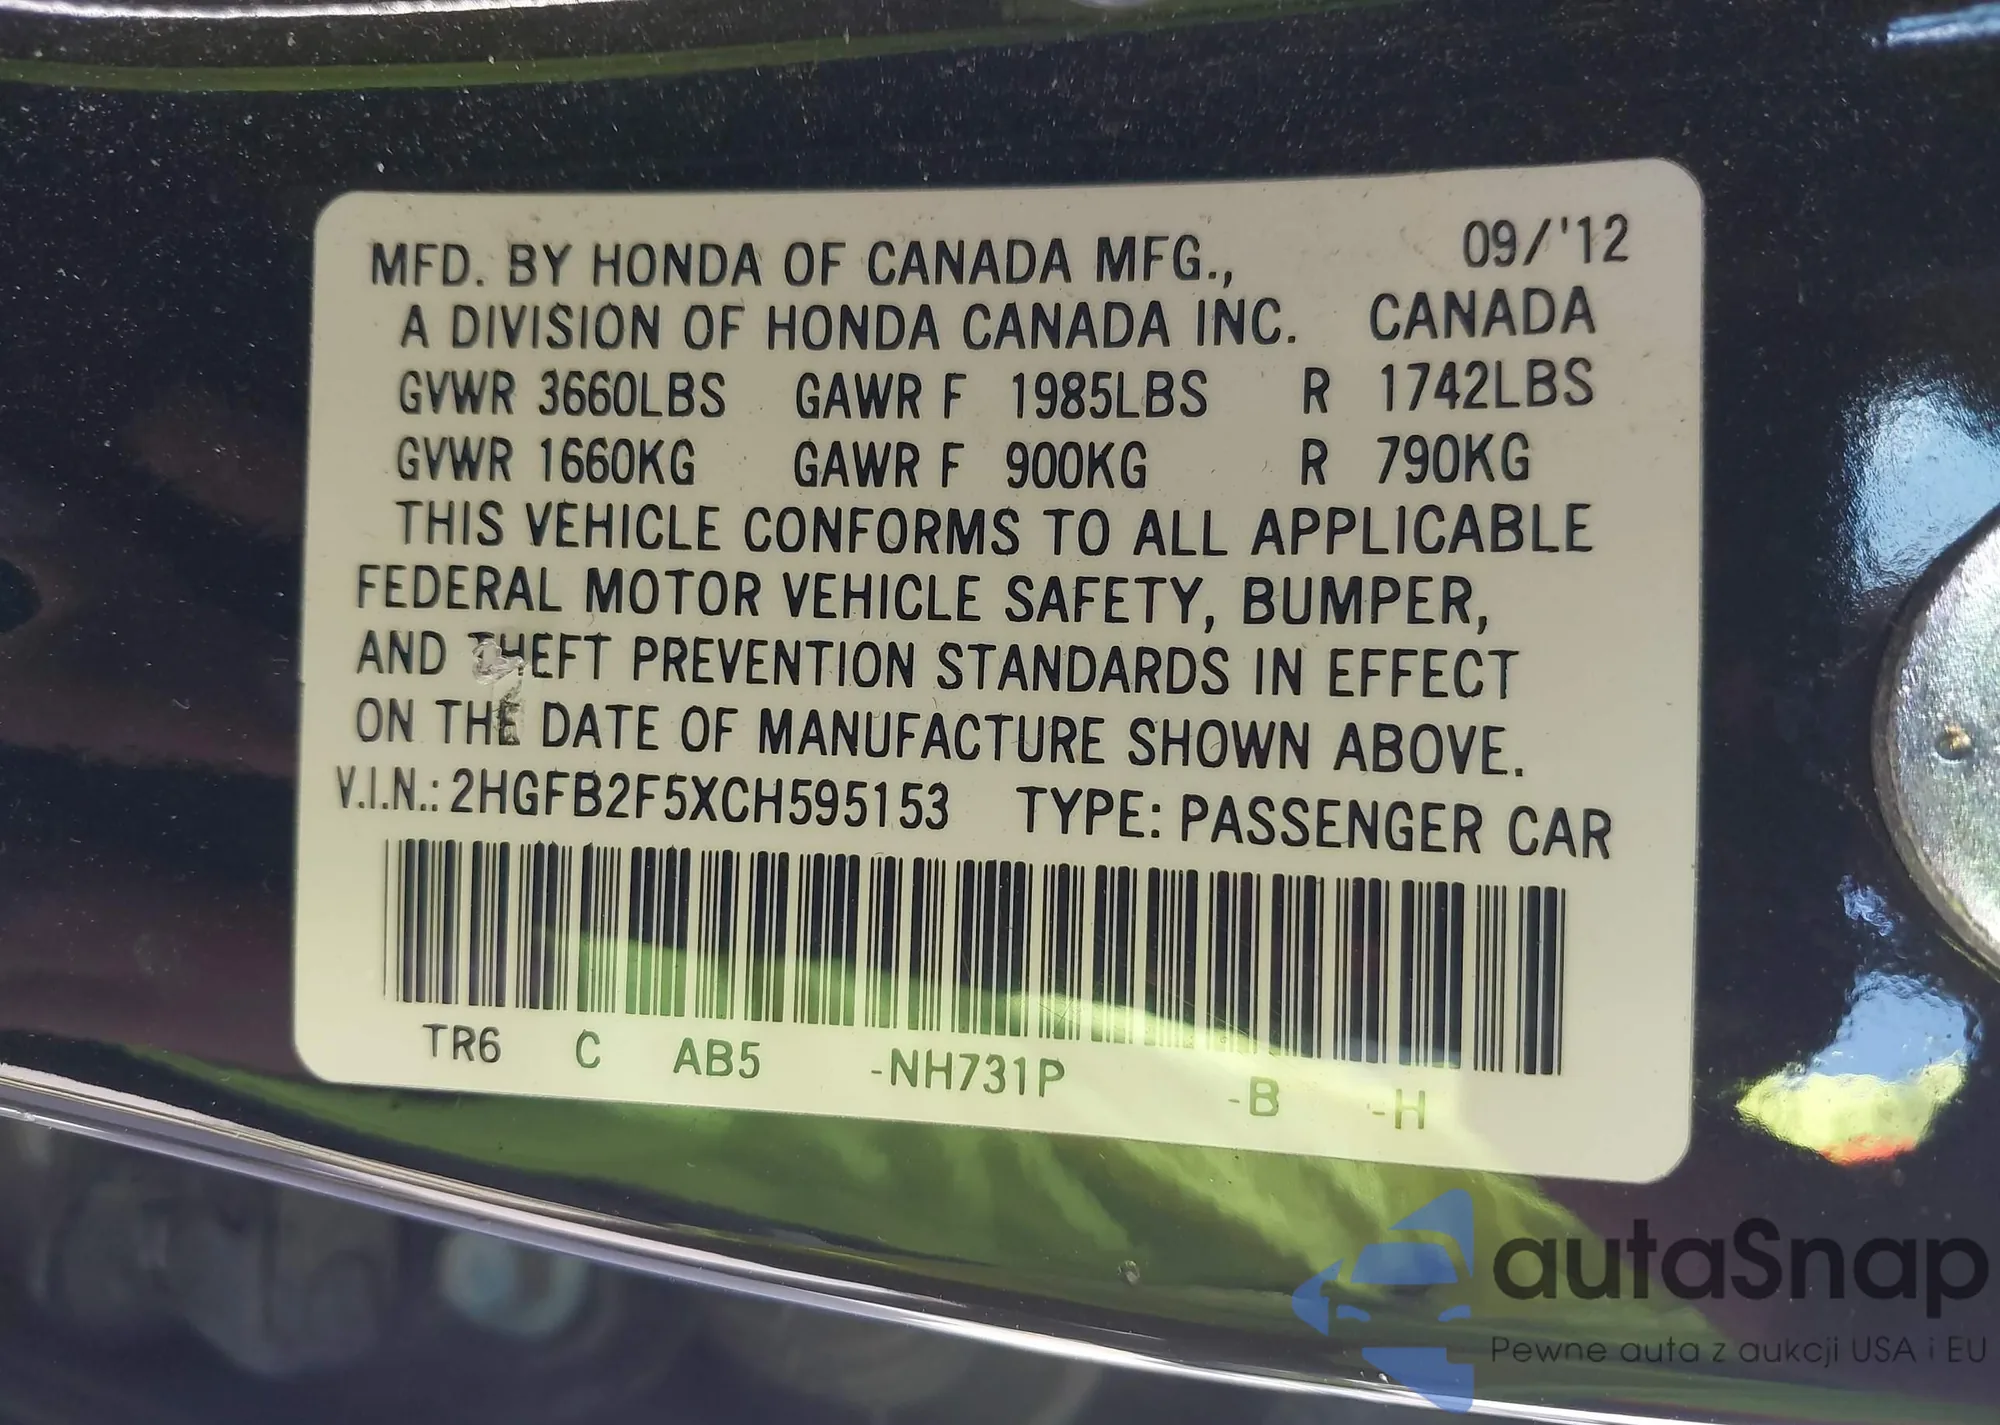 MFD. BY HONDA OF CANADA MFG., 09/'12
A DIVISION OF HONDA CANADA INC. CANADA
GVWR 3660LBS GAWR F 1985LBS R 1742LBS
GVWR 1660KG GAWR F 900KG R 790KG
THIS VEHICLE CONFORMS TO ALL APPLICABLE
FEDERAL MOTOR VEHICLE SAFETY, BUMPER,
AND THEFT PREVENTION STANDARDS IN EFFECT
ON THE DATE OF MANUFACTURE SHOWN ABOVE.
V.I.N.: 2HGFB2F5XCH595153 TYPE: PASSENGER CAR
TR6 C AB5 -NH731P -B -H
autaSnap
Pewne auta z aukcji USA i EU